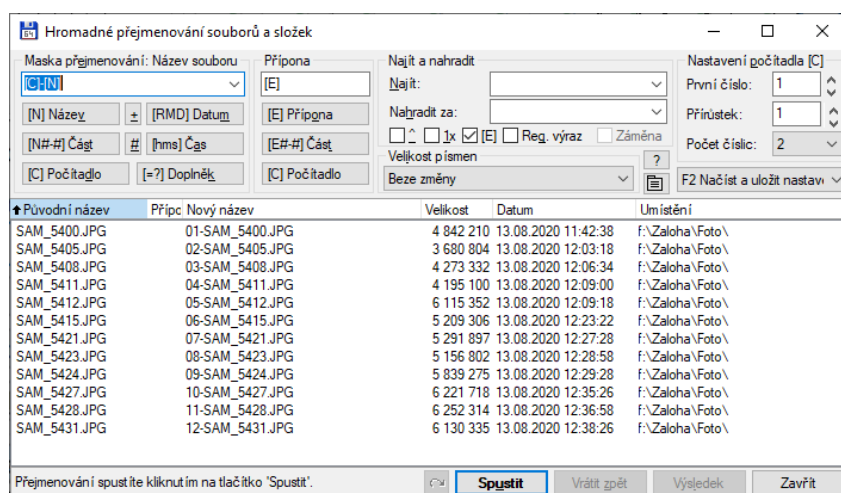 Hromadné přejmenování souborů a složek
Maska přejmenování: Název souboru
[C]-[N]
[N] Název
±
[RMD] Datum
[N#-#] Část
#
[hms] Čas
[C] Počítadlo
[=?] Doplněk
Přípona
[E]
[E] Přípona
[E#-#] Část
[C] Počítadlo
Najít a nahradit
Najít:
Nahradit za:
^ 1x [E] Reg. výraz Záměna
Velikost písmen
?
Beze změny
Nastavení počítadla [C]
První číslo: 1
Přírůstek: 1
Počet číslic: 2
F2 Načíst a uložit nastav
Původní název Přípo Nový název Velikost Datum Umístění
SAM_5400.JPG 01-SAM_5400.JPG 4 842 210 13.08.2020 11:42:38 f:\Zaloha\Foto\
SAM_5405.JPG 02-SAM_5405.JPG 3 680 804 13.08.2020 12:03:18 f:\Zaloha\Foto\
SAM_5408.JPG 03-SAM_5408.JPG 4 273 332 13.08.2020 12:06:34 f:\Zaloha\Foto\
SAM_5411.JPG 04-SAM_5411.JPG 4 195 100 13.08.2020 12:09:00 f:\Zaloha\Foto\
SAM_5412.JPG 05-SAM_5412.JPG 6 115 352 13.08.2020 12:09:18 f:\Zaloha\Foto\
SAM_5415.JPG 06-SAM_5415.JPG 5 209 306 13.08.2020 12:23:22 f:\Zaloha\Foto\
SAM_5421.JPG 07-SAM_5421.JPG 5 291 897 13.08.2020 12:27:28 f:\Zaloha\Foto\
SAM_5423.JPG 08-SAM_5423.JPG 5 156 802 13.08.2020 12:28:58 f:\Zaloha\Foto\
SAM_5424.JPG 09-SAM_5424.JPG 5 839 275 13.08.2020 12:29:28 f:\Zaloha\Foto\
SAM_5427.JPG 10-SAM_5427.JPG 6 221 718 13.08.2020 12:35:26 f:\Zaloha\Foto\
SAM_5428.JPG 11-SAM_5428.JPG 6 252 314 13.08.2020 12:36:58 f:\Zaloha\Foto\
SAM_5431.JPG 12-SAM_5431.JPG 6 130 335 13.08.2020 12:38:26 f:\Zaloha\Foto\
Přejmenování spustíte kliknutím na tlačítko 'Spustit'.
Spustit
Vrátit zpět
Výsledek
Zavřít